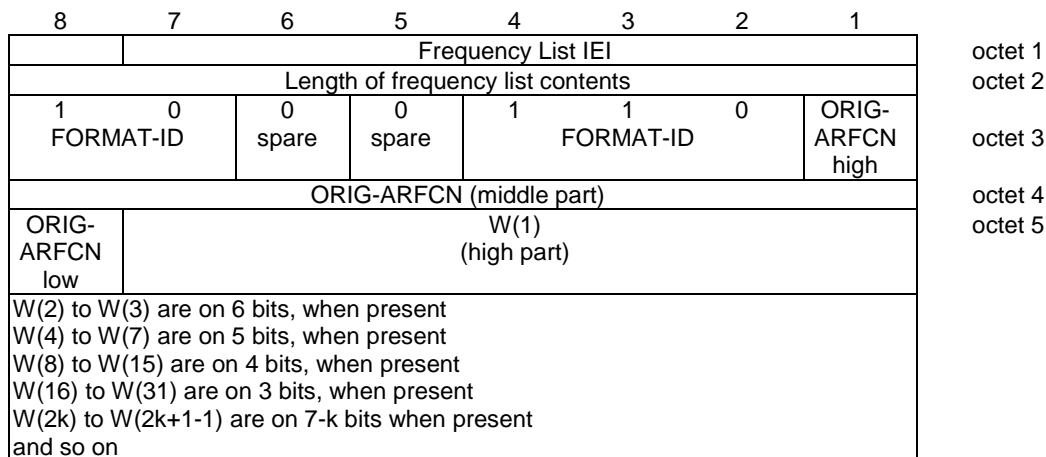 8 7 6 5 4 3 2 1
Frequency List IEI octet 1
Length of frequency list contents octet 2
1 0 0 0 1 1 0 ORIG-
FORMAT-ID spare spare FORMAT-ID ARFCN octet 3
high
ORIG-ARFCN (middle part) octet 4
ORIG- W(1) octet 5
ARFCN (high part)
low
W(2) to W(3) are on 6 bits, when present
W(4) to W(7) are on 5 bits, when present
W(8) to W(15) are on 4 bits, when present
W(16) to W(31) are on 3 bits, when present
W(2k) to W(2k+1-1) are on 7-k bits when present
and so on